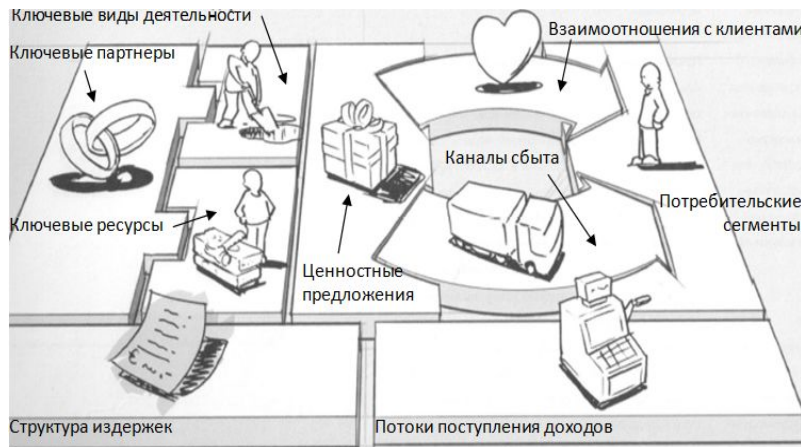 Ключевые виды деятельности
Ключевые партнеры
Взаимоотношения с клиентами
Каналы сбыта
Ключевые ресурсы
Потребительские
сегменты
Ценностные
предложения
Структура издержек
Потоки поступления доходов